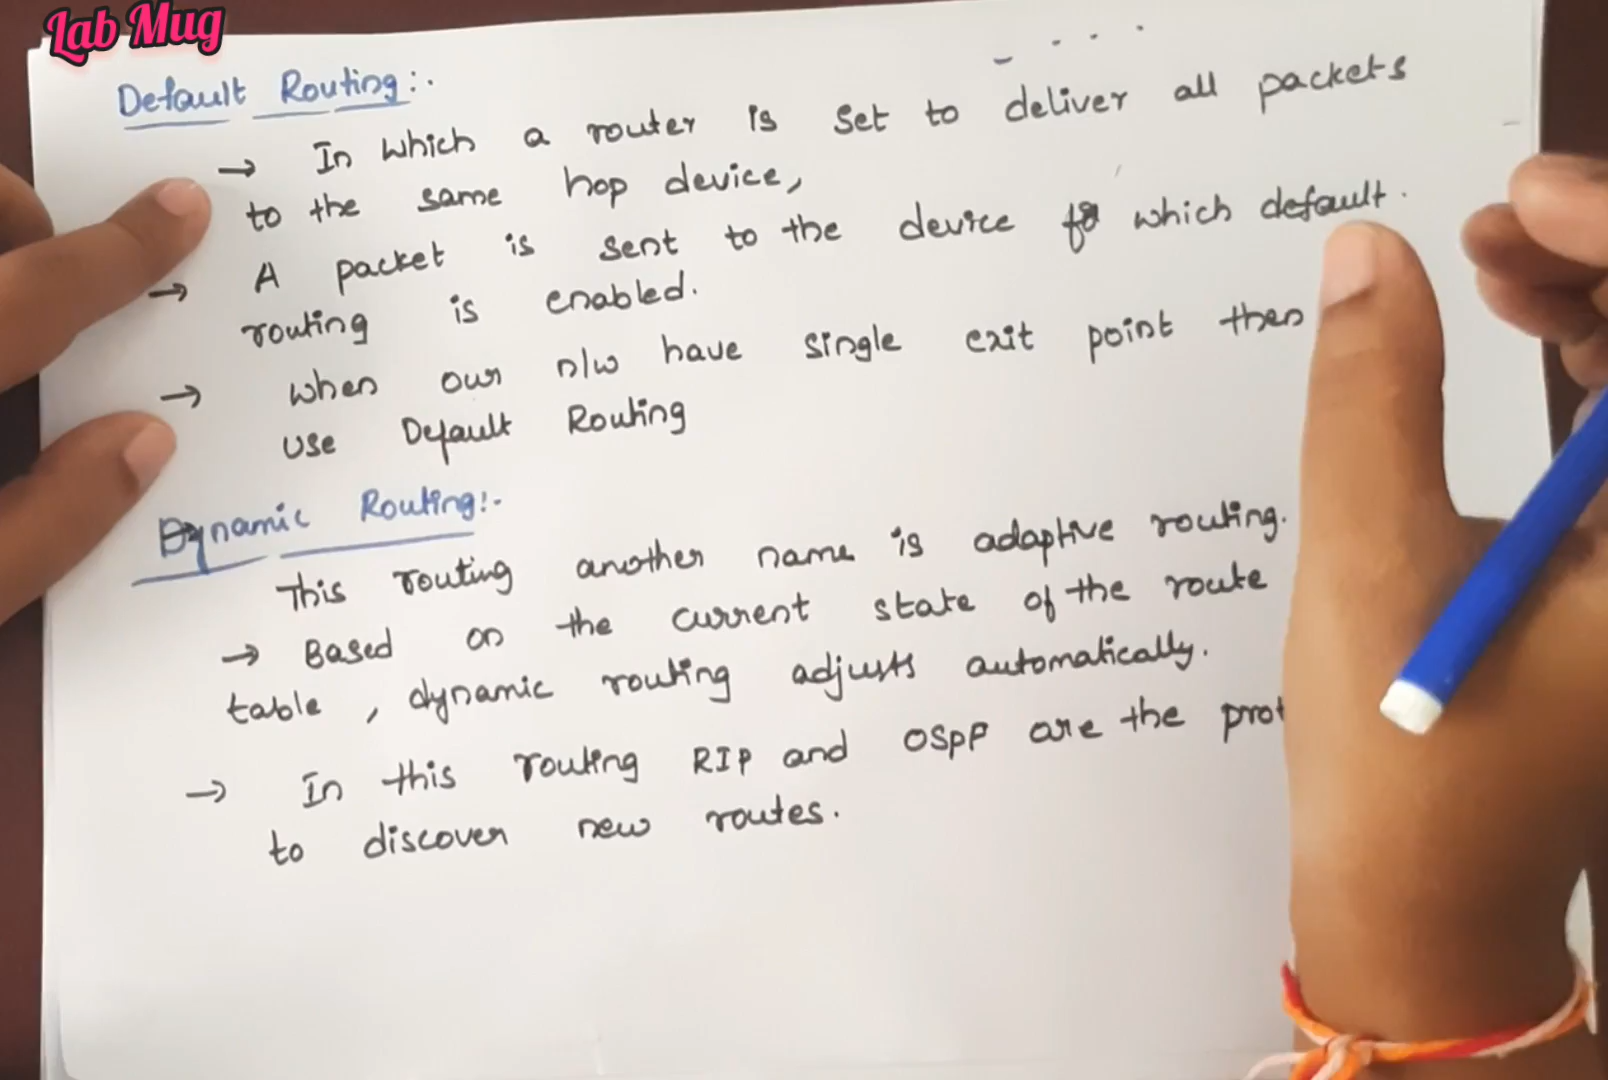 Lab Mug
Default Routing:-
→ In which a router is set to deliver all packets
to the same hop device,
→ A packet is sent to the device for which default.
routing is enabled.
→ when our n/w have single exit point then
use Default Routing
Dynamic Routing:-
This routing another name is adaptive routing.
→ Based on the current state of the route
table, dynamic routing adjusts automatically.
→ In this routing RIP and OSPF are the prot
to discover new routes.